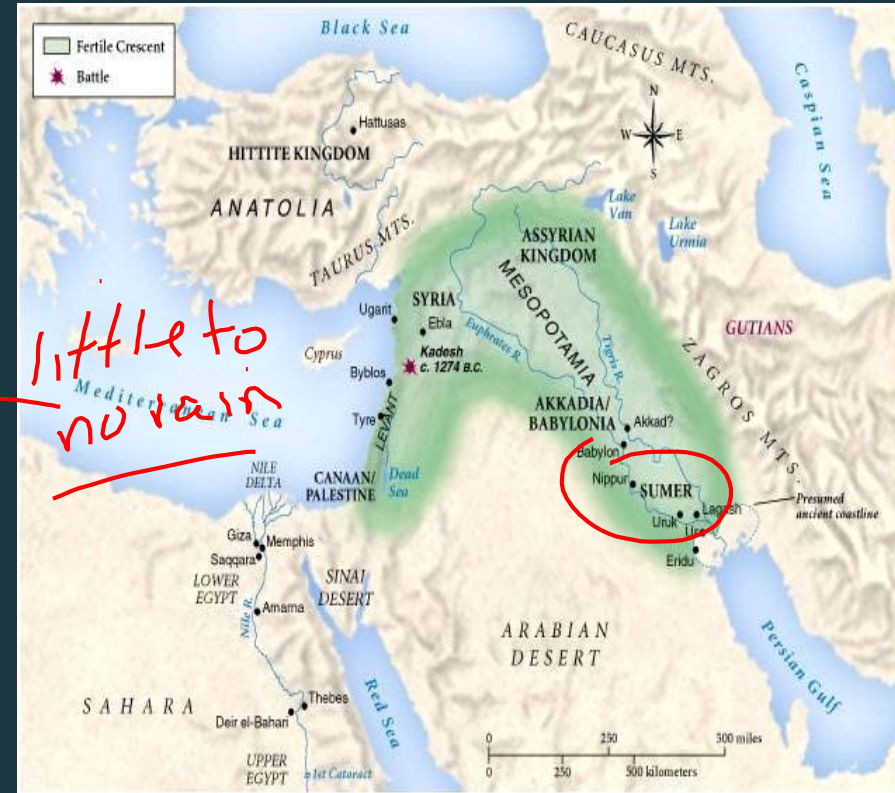 Fertile Crescent
Battle
Black Sea
CAUCASUS MTS.
Caspian Sea
N
W E
S
Hattusas
HITTITE KINGDOM
ANATOLIA
TAURUS MTS.
Lake
Van
Lake
Urmia
ASSYRIAN
KINGDOM
MESOPOTAMIA
SYRIA
Ugarit
Ebla
Euphrates R.
Tigris R.
GUTIANS
ZAGROS MTS.
Cyprus
Kadesh
c. 1274 B.C.
Byblos
little to
no rain
Mediterranean Sea
Tyre
LEVANT
AKKADIA/
BABYLONIA
Akkad?
Babylon
NILE
DELTA
CANAAN/
PALESTINE
Dead
Sea
Nippur
SUMER
Uruk
Lagash
Presumed
ancient coastline
Eridu
Giza
Memphis
Saqqara
LOWER
EGYPT
SINAI
DESERT
Nile R.
Amarna
ARABIAN
DESERT
Persian Gulf
SAHARA
Thebes
Deir el-Bahari
Red Sea
UPPER
EGYPT
1st Cataract
0 250 500 miles
0 250 500 kilometers